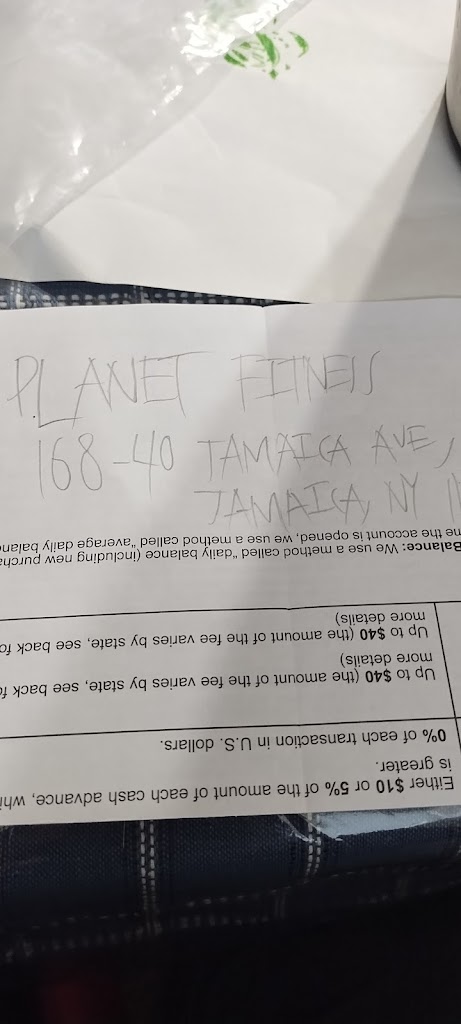 PLANET FITNESS
168-40 JAMAICA AVE,
JAMAICA, NY
Either $10 or 5% of the amount of each cash advance, whi
is greater.
0% of each transaction in U.S. dollars.
Up to $40 (the amount of the fee varies by state, see back f
more details)
Up to $40 (the amount of the fee varies by state, see back fo
more details)
Balance: We use a method called "daily balance (including new purcha
the account is opened, we use a method called "average daily balan